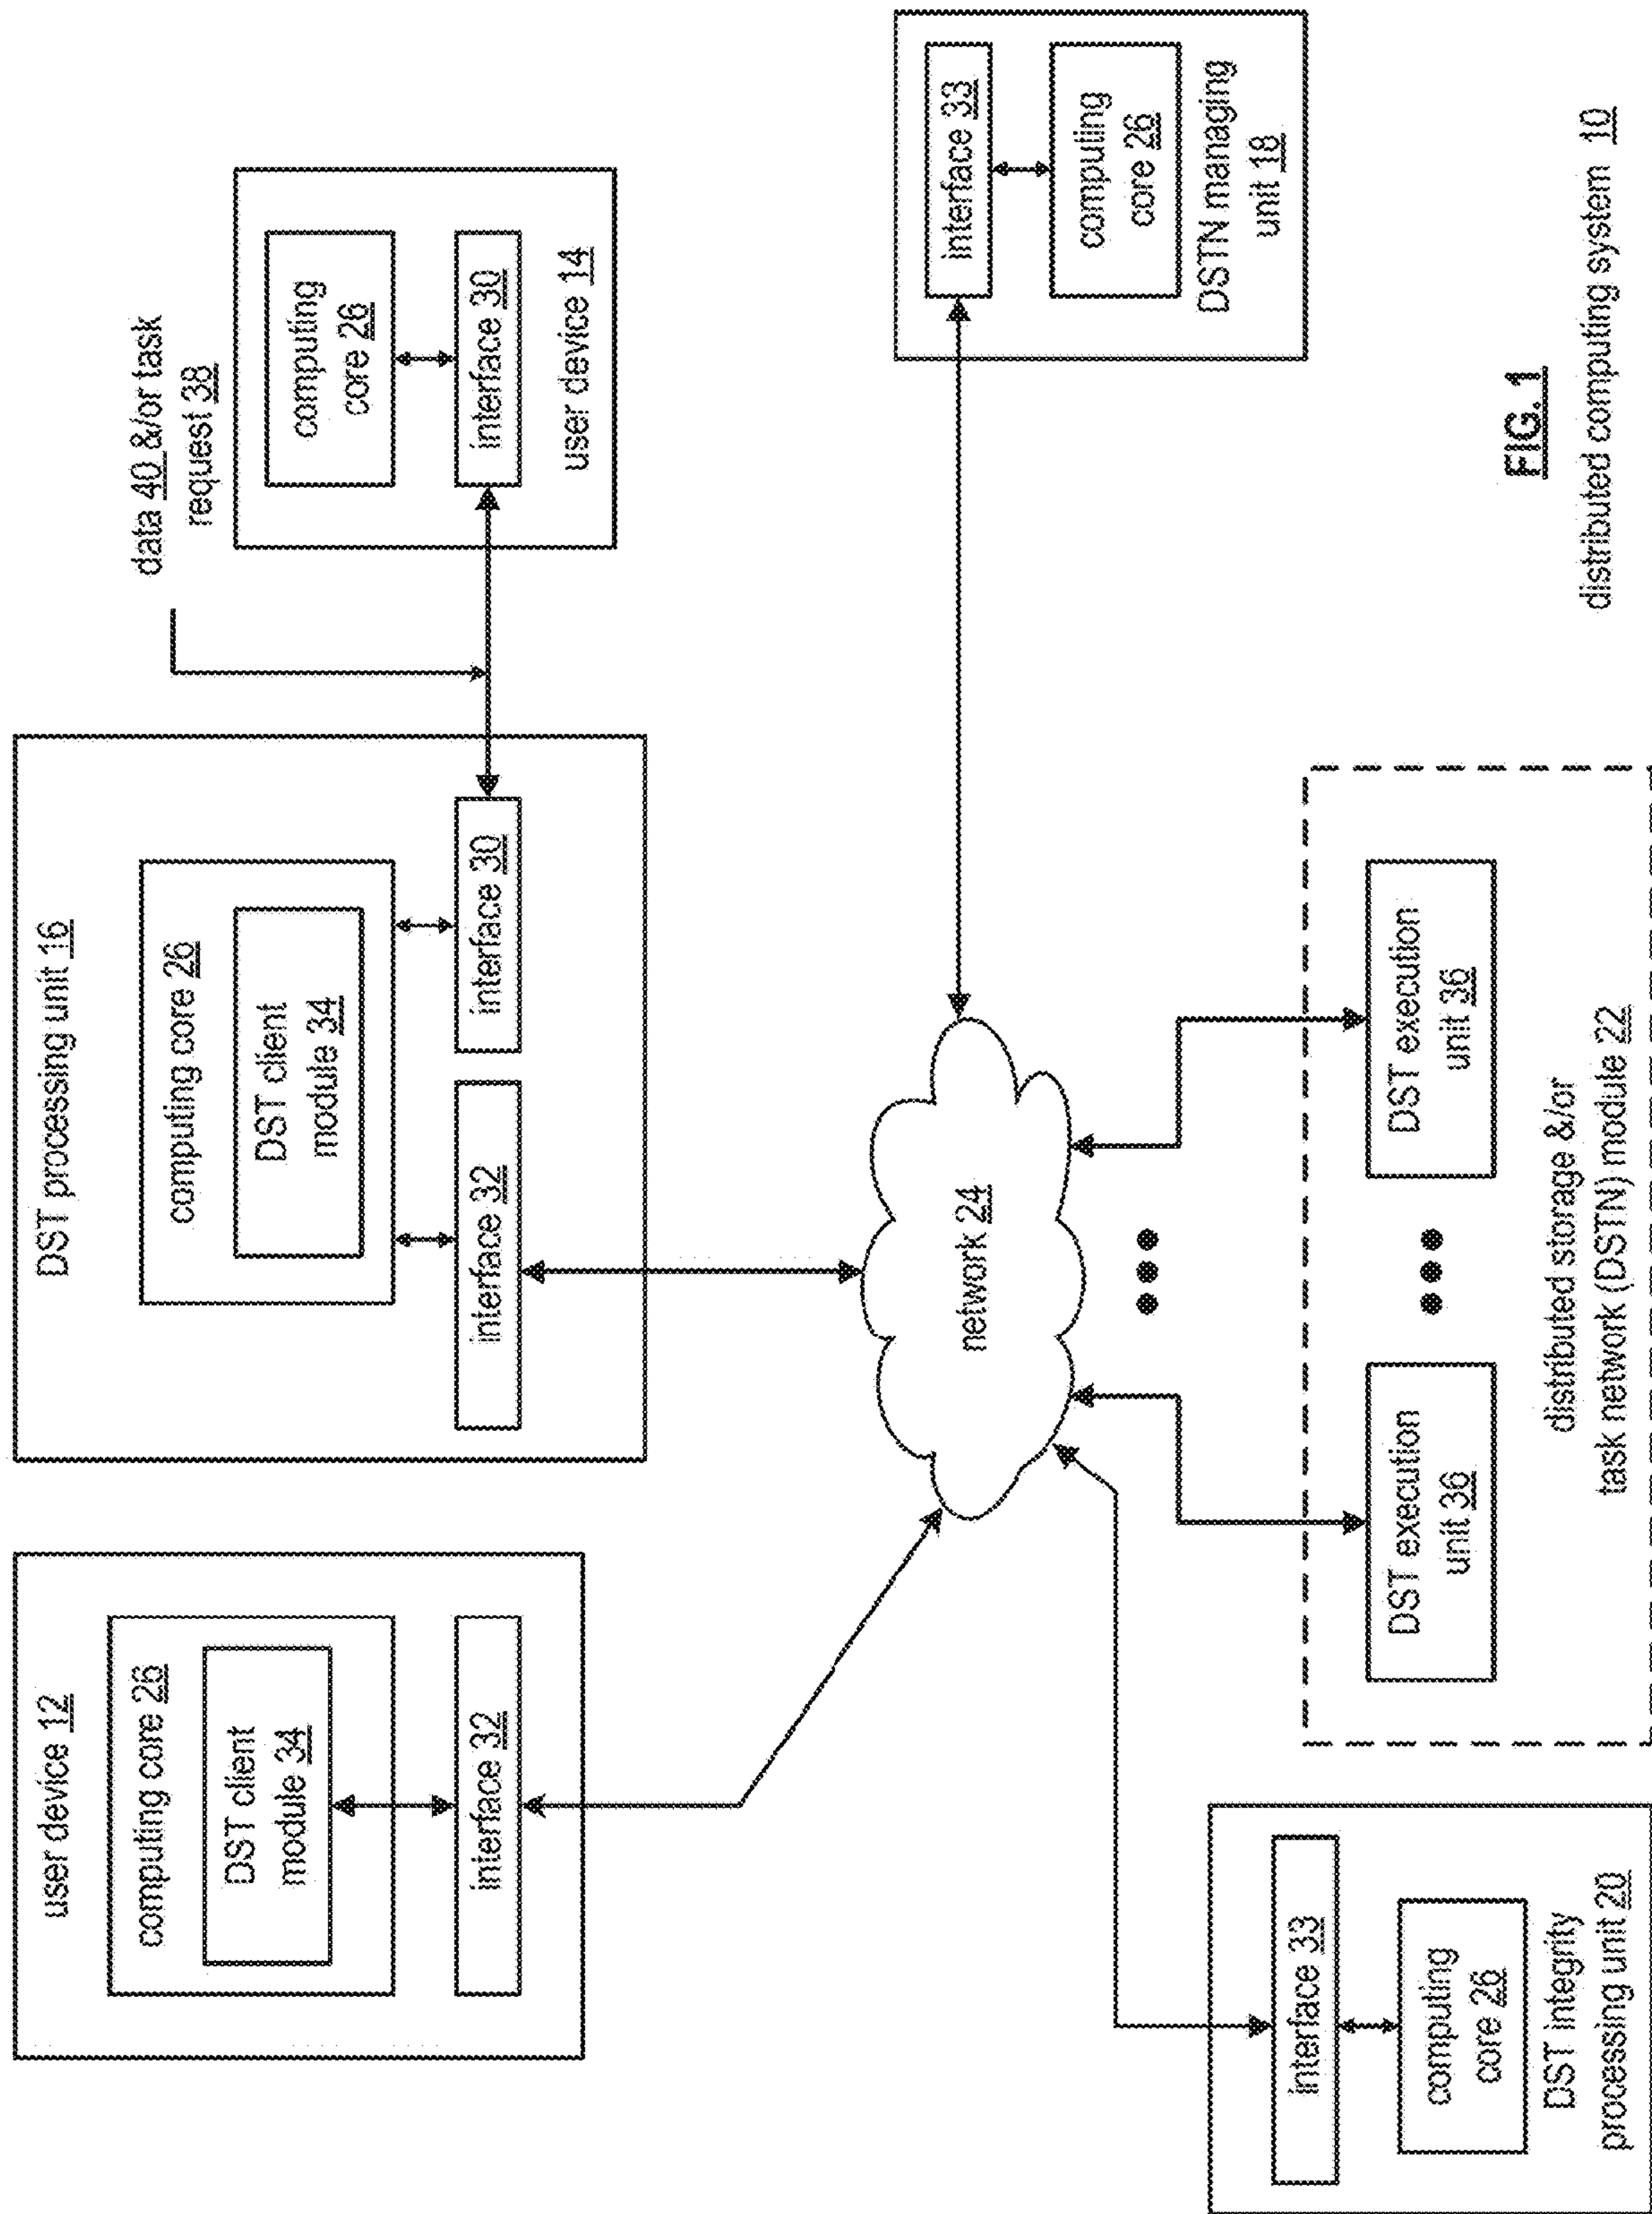 user device 12
computing core 26
DST client
module 34
interface 32
DST processing unit 16
computing core 26
DST client
module 34
interface 32
interface 30
data 40 &/or task
request 38
computing
core 26
interface 30
user device 14
network 24
interface 33
computing
core 26
DSTN managing
unit 18
interface 33
computing
core 26
DST integrity
processing unit 20
DST execution
unit 36
DST execution
unit 36
distributed storage &/or
task network (DSTN) module 22
FIG. 1
distributed computing system 10